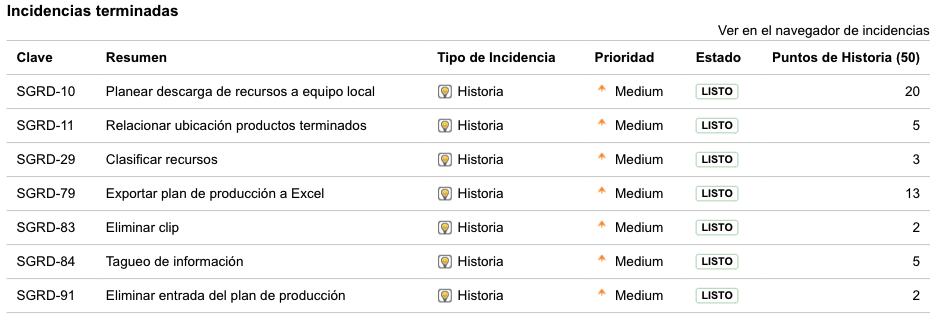 Incidencias terminadas
Ver en el navegador de incidencias
Clave Resumen Tipo de Incidencia Prioridad Estado Puntos de Historia (50)
SGRD-10 Planear descarga de recursos a equipo local Historia Medium LISTO 20
SGRD-11 Relacionar ubicación productos terminados Historia Medium LISTO 5
SGRD-29 Clasificar recursos Historia Medium LISTO 3
SGRD-79 Exportar plan de producción a Excel Historia Medium LISTO 13
SGRD-83 Eliminar clip Historia Medium LISTO 2
SGRD-84 Tagueo de información Historia Medium LISTO 5
SGRD-91 Eliminar entrada del plan de producción Historia Medium LISTO 2